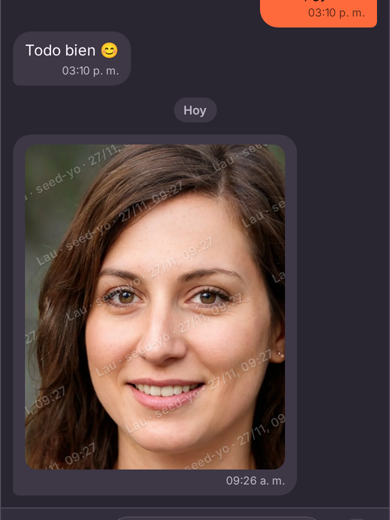 03:10 p. m.
Todo bien 😊
03:10 p. m.
Hoy
Lau · seed-yo · 27/11, 09:27
09:26 a. m.